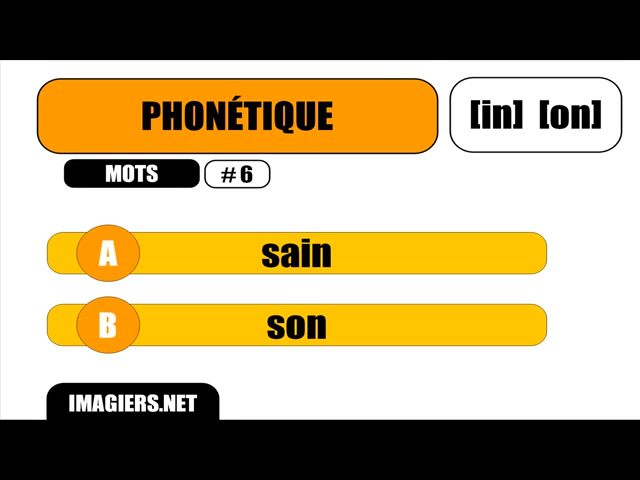 PHONÉTIQUE
[in] [on]
MOTS
#6
A sain
B son
IMAGIERS.NET